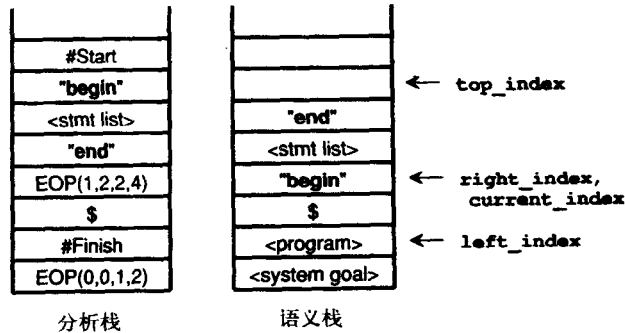 #Start
"begin"
<stmt list>
"end"
EOP(1,2,2,4)
$
#Finish
EOP(0,0,1,2)
分析栈
"end"
<stmt list>
"begin"
$
<program>
<system goal>
语义栈
top_index
right_index,
current_index
left_index